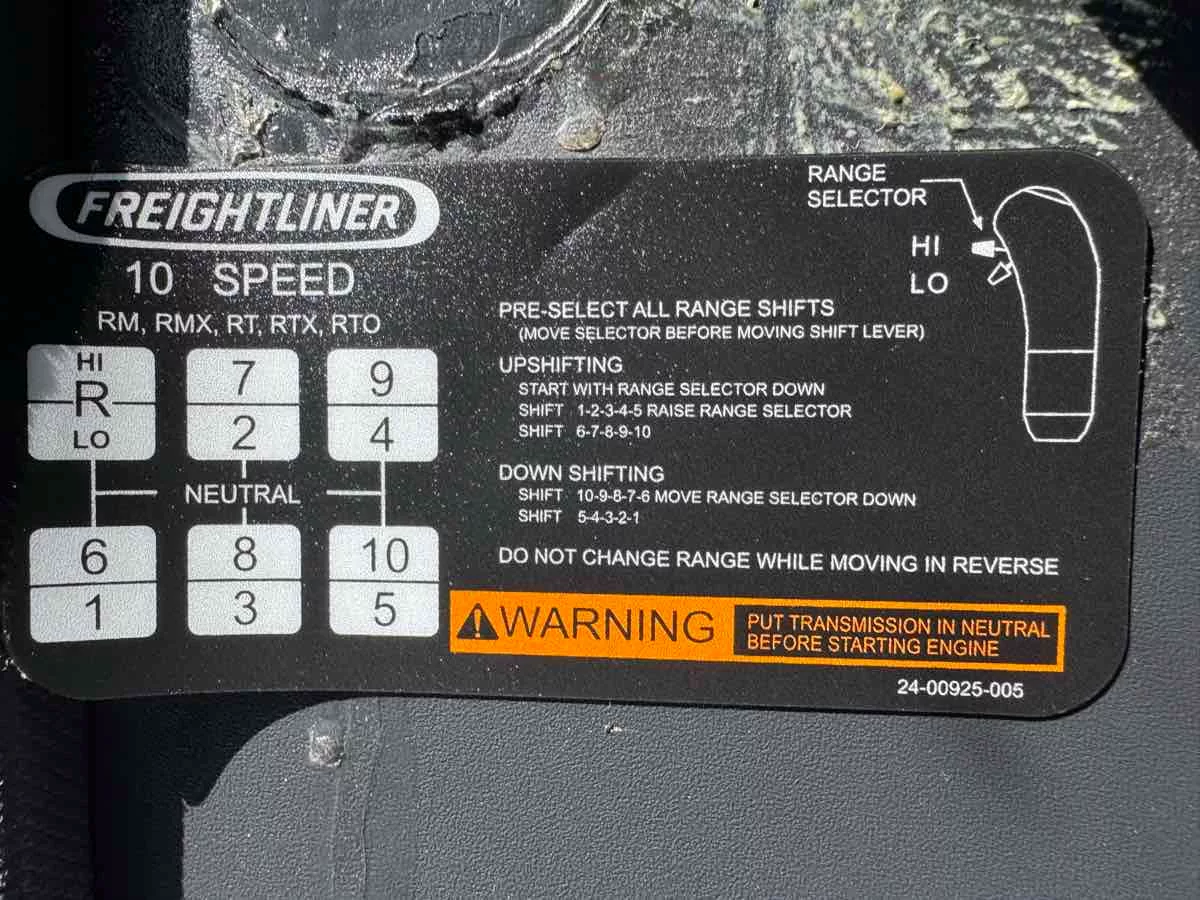 FREIGHTLINER
10 SPEED
RM, RMX, RT, RTX, RTO
HI
R
LO
7
2
9
4
NEUTRAL
6
1
8
3
10
5
RANGE
SELECTOR
HI
LO
PRE-SELECT ALL RANGE SHIFTS
(MOVE SELECTOR BEFORE MOVING SHIFT LEVER)
UPSHIFTING
START WITH RANGE SELECTOR DOWN
SHIFT 1-2-3-4-5 RAISE RANGE SELECTOR
SHIFT 6-7-8-9-10
DOWN SHIFTING
SHIFT 10-9-8-7-6 MOVE RANGE SELECTOR DOWN
SHIFT 5-4-3-2-1
DO NOT CHANGE RANGE WHILE MOVING IN REVERSE
WARNING
PUT TRANSMISSION IN NEUTRAL
BEFORE STARTING ENGINE
24-00925-005